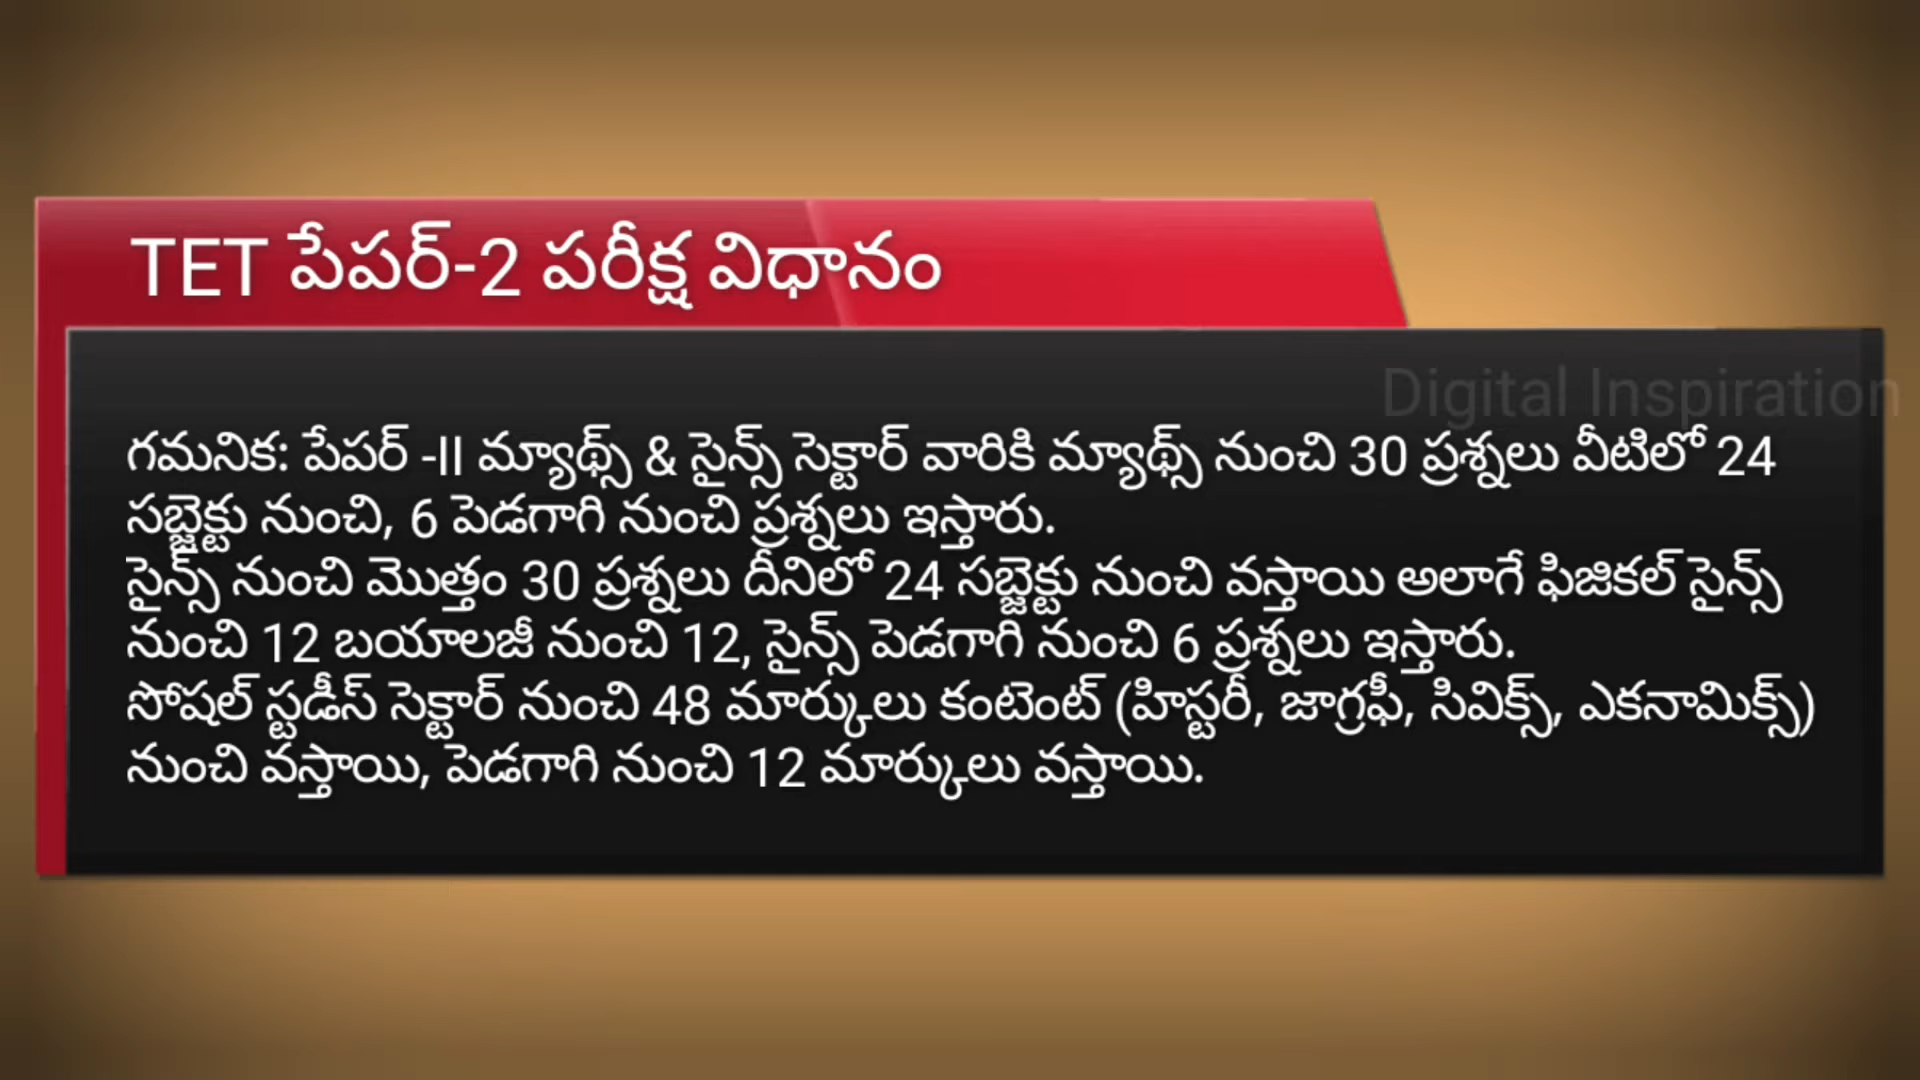 TET పేపర్-2 పరీక్ష విధానం
Digital Inspiration
గమనిక: పేపర్ -II మ్యాథ్స్ & సైన్స్ సెక్టార్ వారికి మ్యాథ్స్ నుంచి 30 ప్రశ్నలు వీటిలో 24
సబ్జెక్టు నుంచి, 6 పెడగాగి నుంచి ప్రశ్నలు ఇస్తారు.
సైన్స్ నుంచి మొత్తం 30 ప్రశ్నలు దీనిలో 24 సబ్జెక్టు నుంచి వస్తాయి అలాగే ఫిజికల్ సైన్స్
నుంచి 12 బయాలజీ నుంచి 12, సైన్స్ పెడగాగి నుంచి 6 ప్రశ్నలు ఇస్తారు.
సోషల్ స్టడీస్ సెక్టార్ నుంచి 48 మార్కులు కంటెంట్ (హిస్టరీ, జాగ్రఫీ, సివిక్స్, ఎకనామిక్స్)
నుంచి వస్తాయి, పెడగాగి నుంచి 12 మార్కులు వస్తాయి.